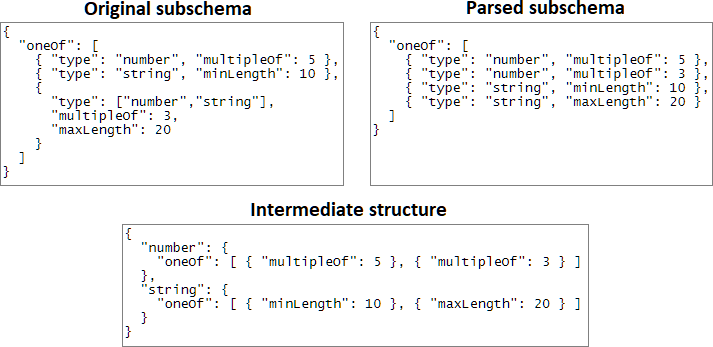 Original subschema
{
  "oneOf": [
    { "type": "number", "multipleOf": 5 },
    { "type": "string", "minLength": 10 },
    {
      "type": ["number","string"],
      "multipleOf": 3,
      "maxLength": 20
    }
  ]
}
Parsed subschema
{
  "oneOf": [
    { "type": "number", "multipleOf": 5 },
    { "type": "number", "multipleOf": 3 },
    { "type": "string", "minLength": 10 },
    { "type": "string", "maxLength": 20 }
  ]
}
Intermediate structure
{
  "number": {
    "oneOf": [ { "multipleOf": 5 }, { "multipleOf": 3 } ]
  },
  "string": {
    "oneOf": [ { "minLength": 10 }, { "maxLength": 20 } ]
  }
}